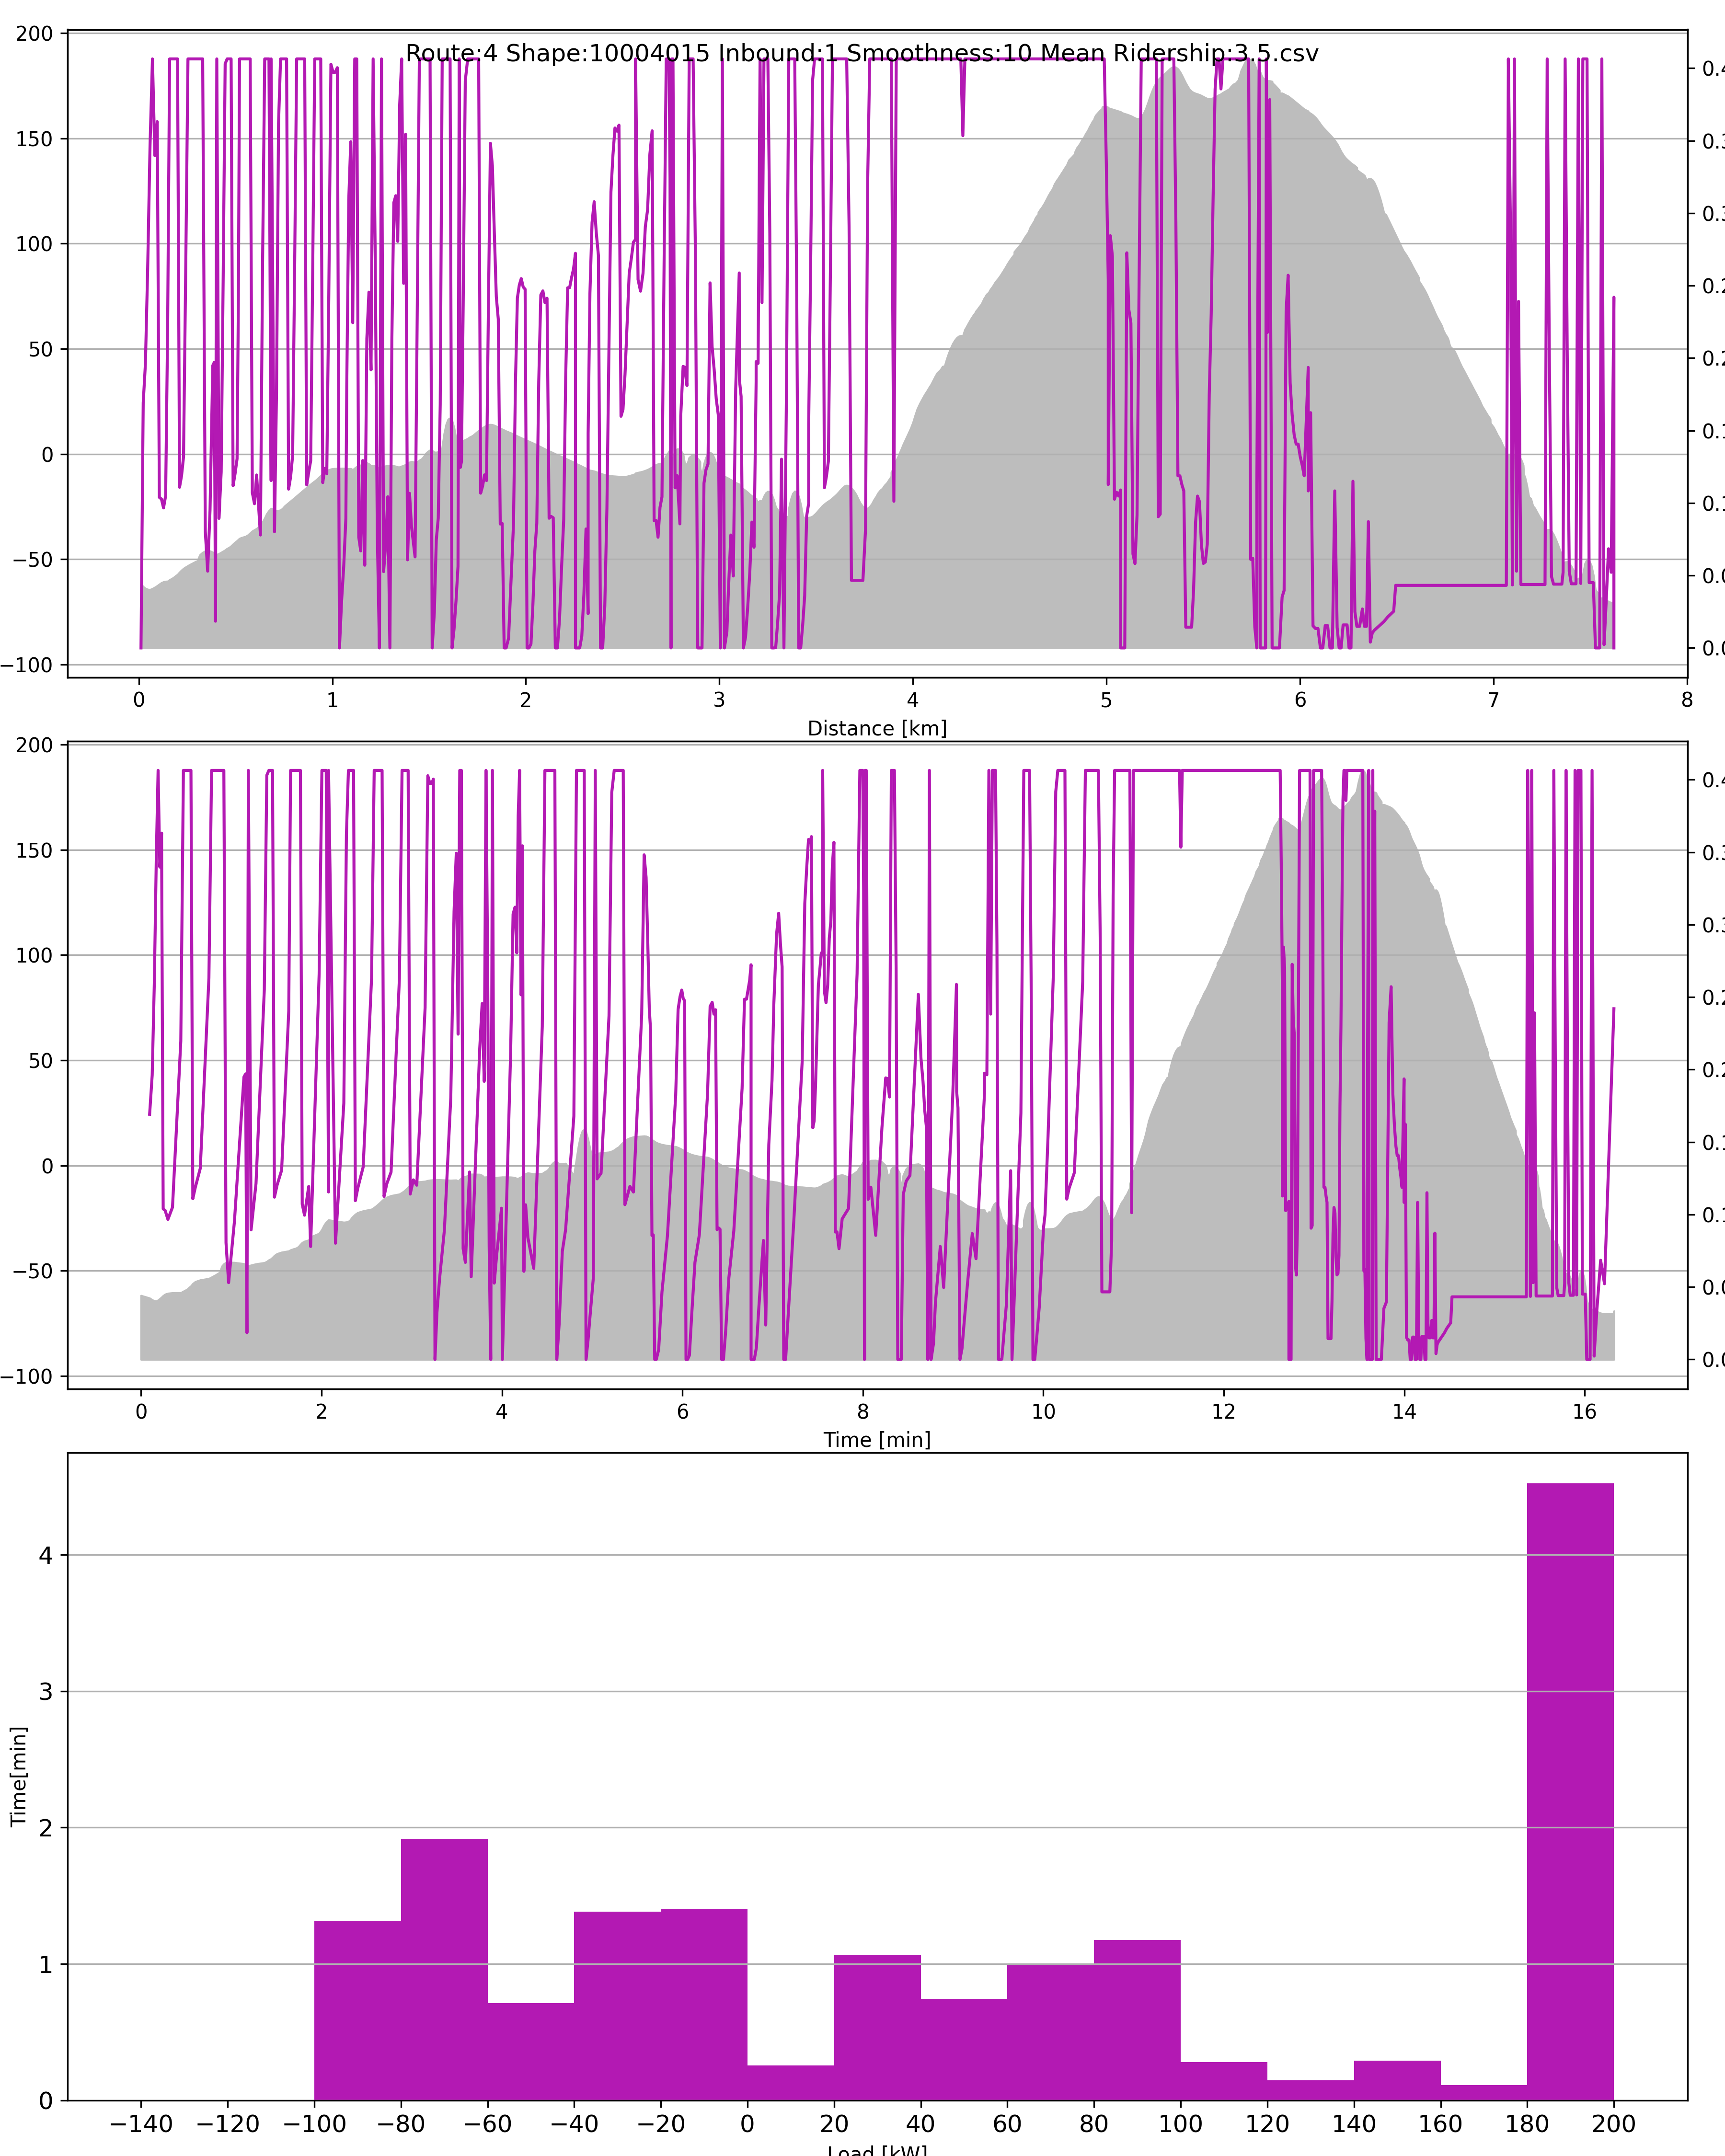 Route:4 Shape:10004015 Inbound:1 Smoothness:10 Mean Ridership:3.5.csv
200
150
100
50
0
−50
−100
0 1 2 3 4 5 6 7 8
Distance [km]
200
150
100
50
0
−50
−100
0 2 4 6 8 10 12 14 16
Time [min]
Time[min]
4
3
2
1
0
−140 −120 −100 −80 −60 −40 −20 0 20 40 60 80 100 120 140 160 180 200
Load [kW]